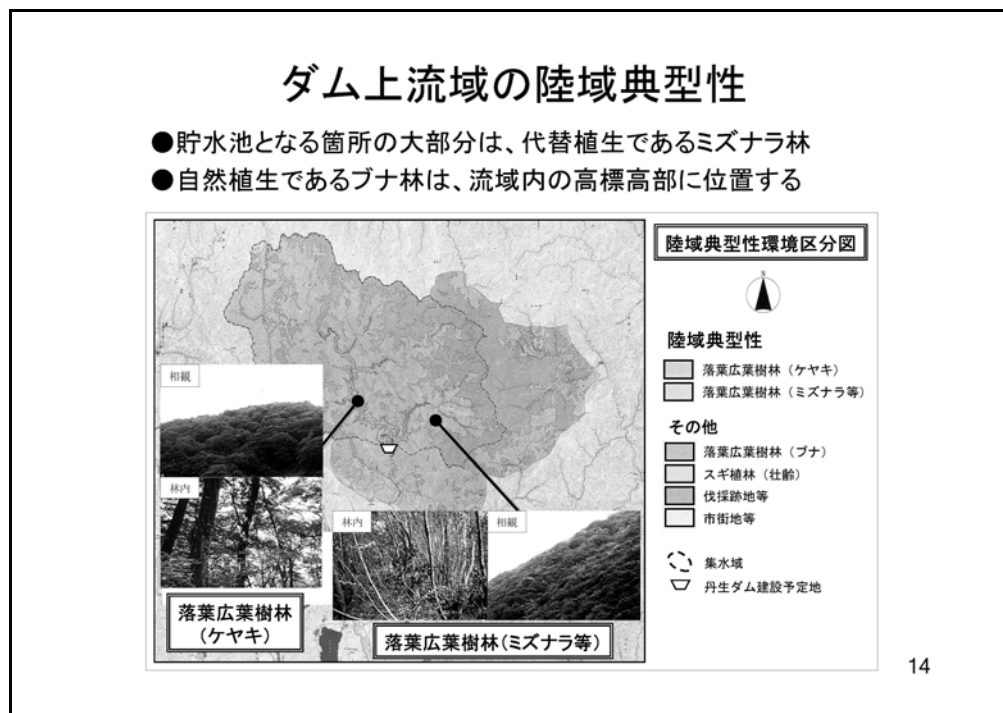 ダム上流域の陸域典型性
●貯水池となる箇所の大部分は、代替植生であるミズナラ林
●自然植生であるブナ林は、流域内の高標高部に位置する
陸域典型性環境区分図
N
陸域典型性
落葉広葉樹林（ケヤキ）
落葉広葉樹林（ミズナラ等）
その他
落葉広葉樹林（ブナ）
スギ植林（壮齢）
伐採跡地等
市街地等
集水域
丹生ダム建設予定地
相観
林内
林内
相観
落葉広葉樹林
（ケヤキ）
落葉広葉樹林（ミズナラ等）
14